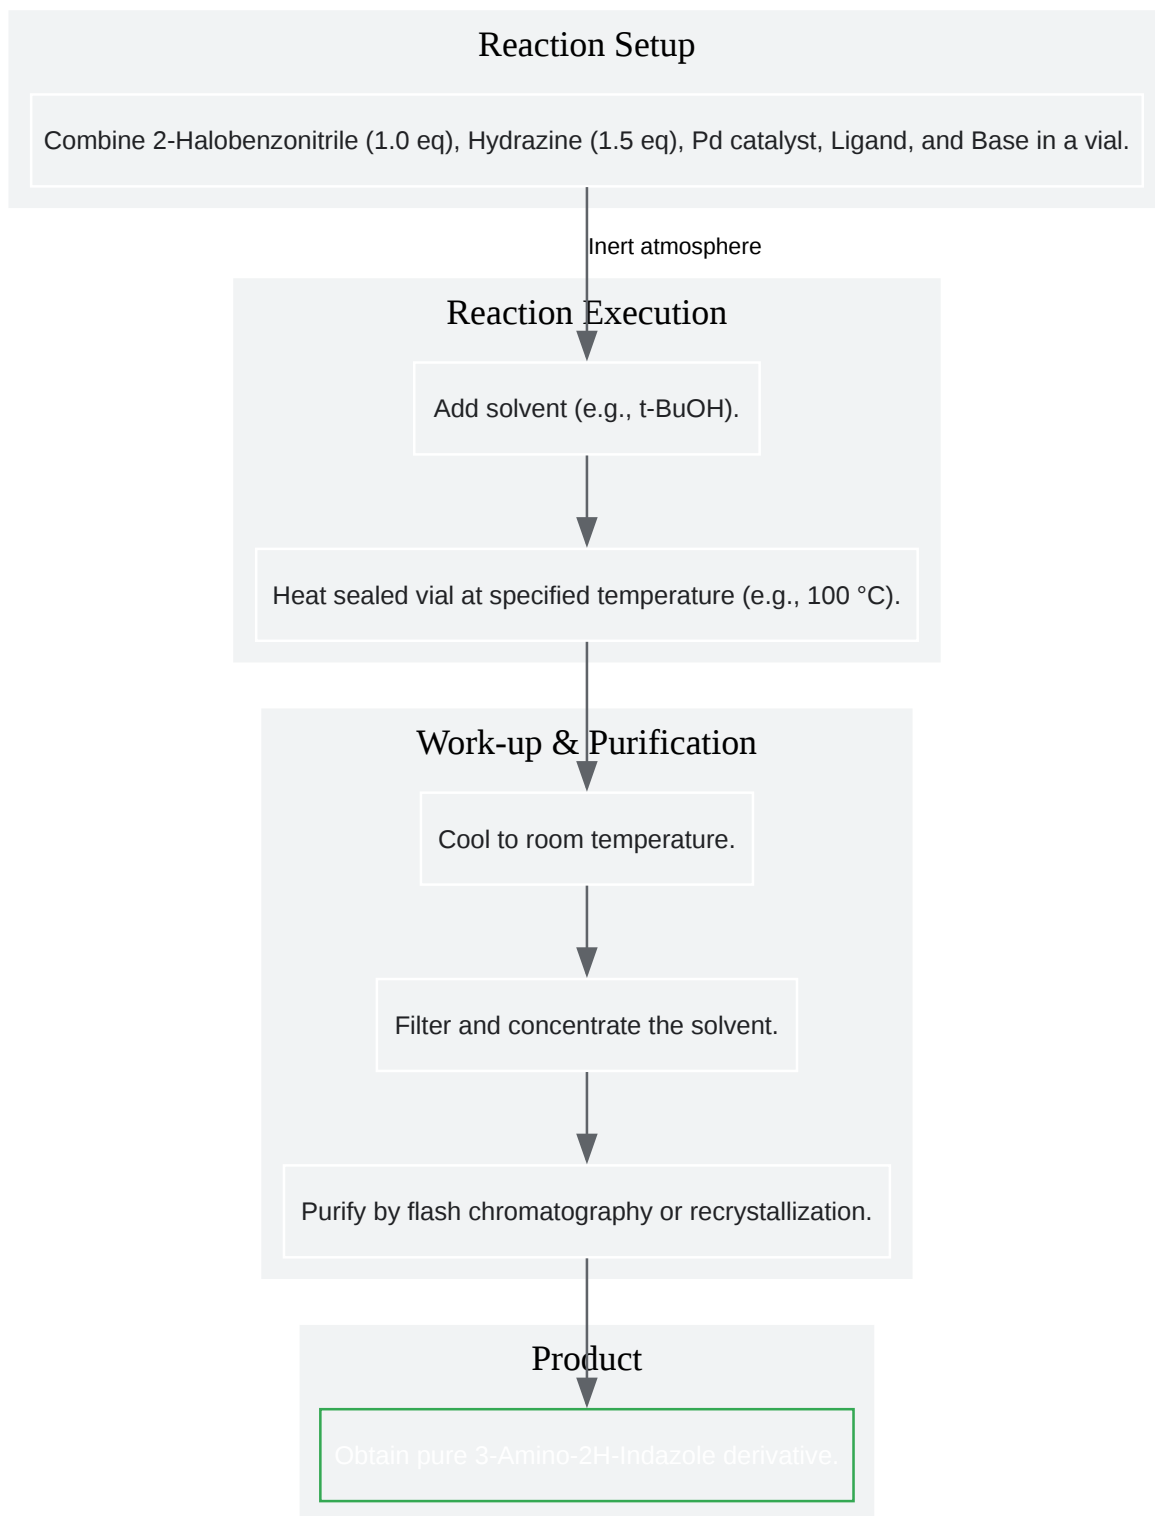 Reaction Setup
Combine 2-Halobenzonitrile (1.0 eq), Hydrazine (1.5 eq), Pd catalyst, Ligand, and Base in a vial.
Inert atmosphere
Reaction Execution
Add solvent (e.g., t-BuOH).
Heat sealed vial at specified temperature (e.g., 100 °C).
Work-up & Purification
Cool to room temperature.
Filter and concentrate the solvent.
Purify by flash chromatography or recrystallization.
Product
Obtain pure 3-Amino-2H-Indazole derivative.